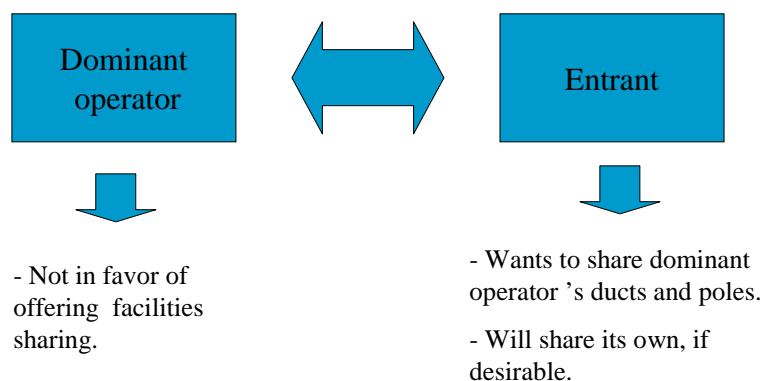 Dominant
operator
Entrant
- Not in favor of
offering facilities
sharing.
- Wants to share dominant
operator ’s ducts and poles.
- Will share its own, if
desirable.